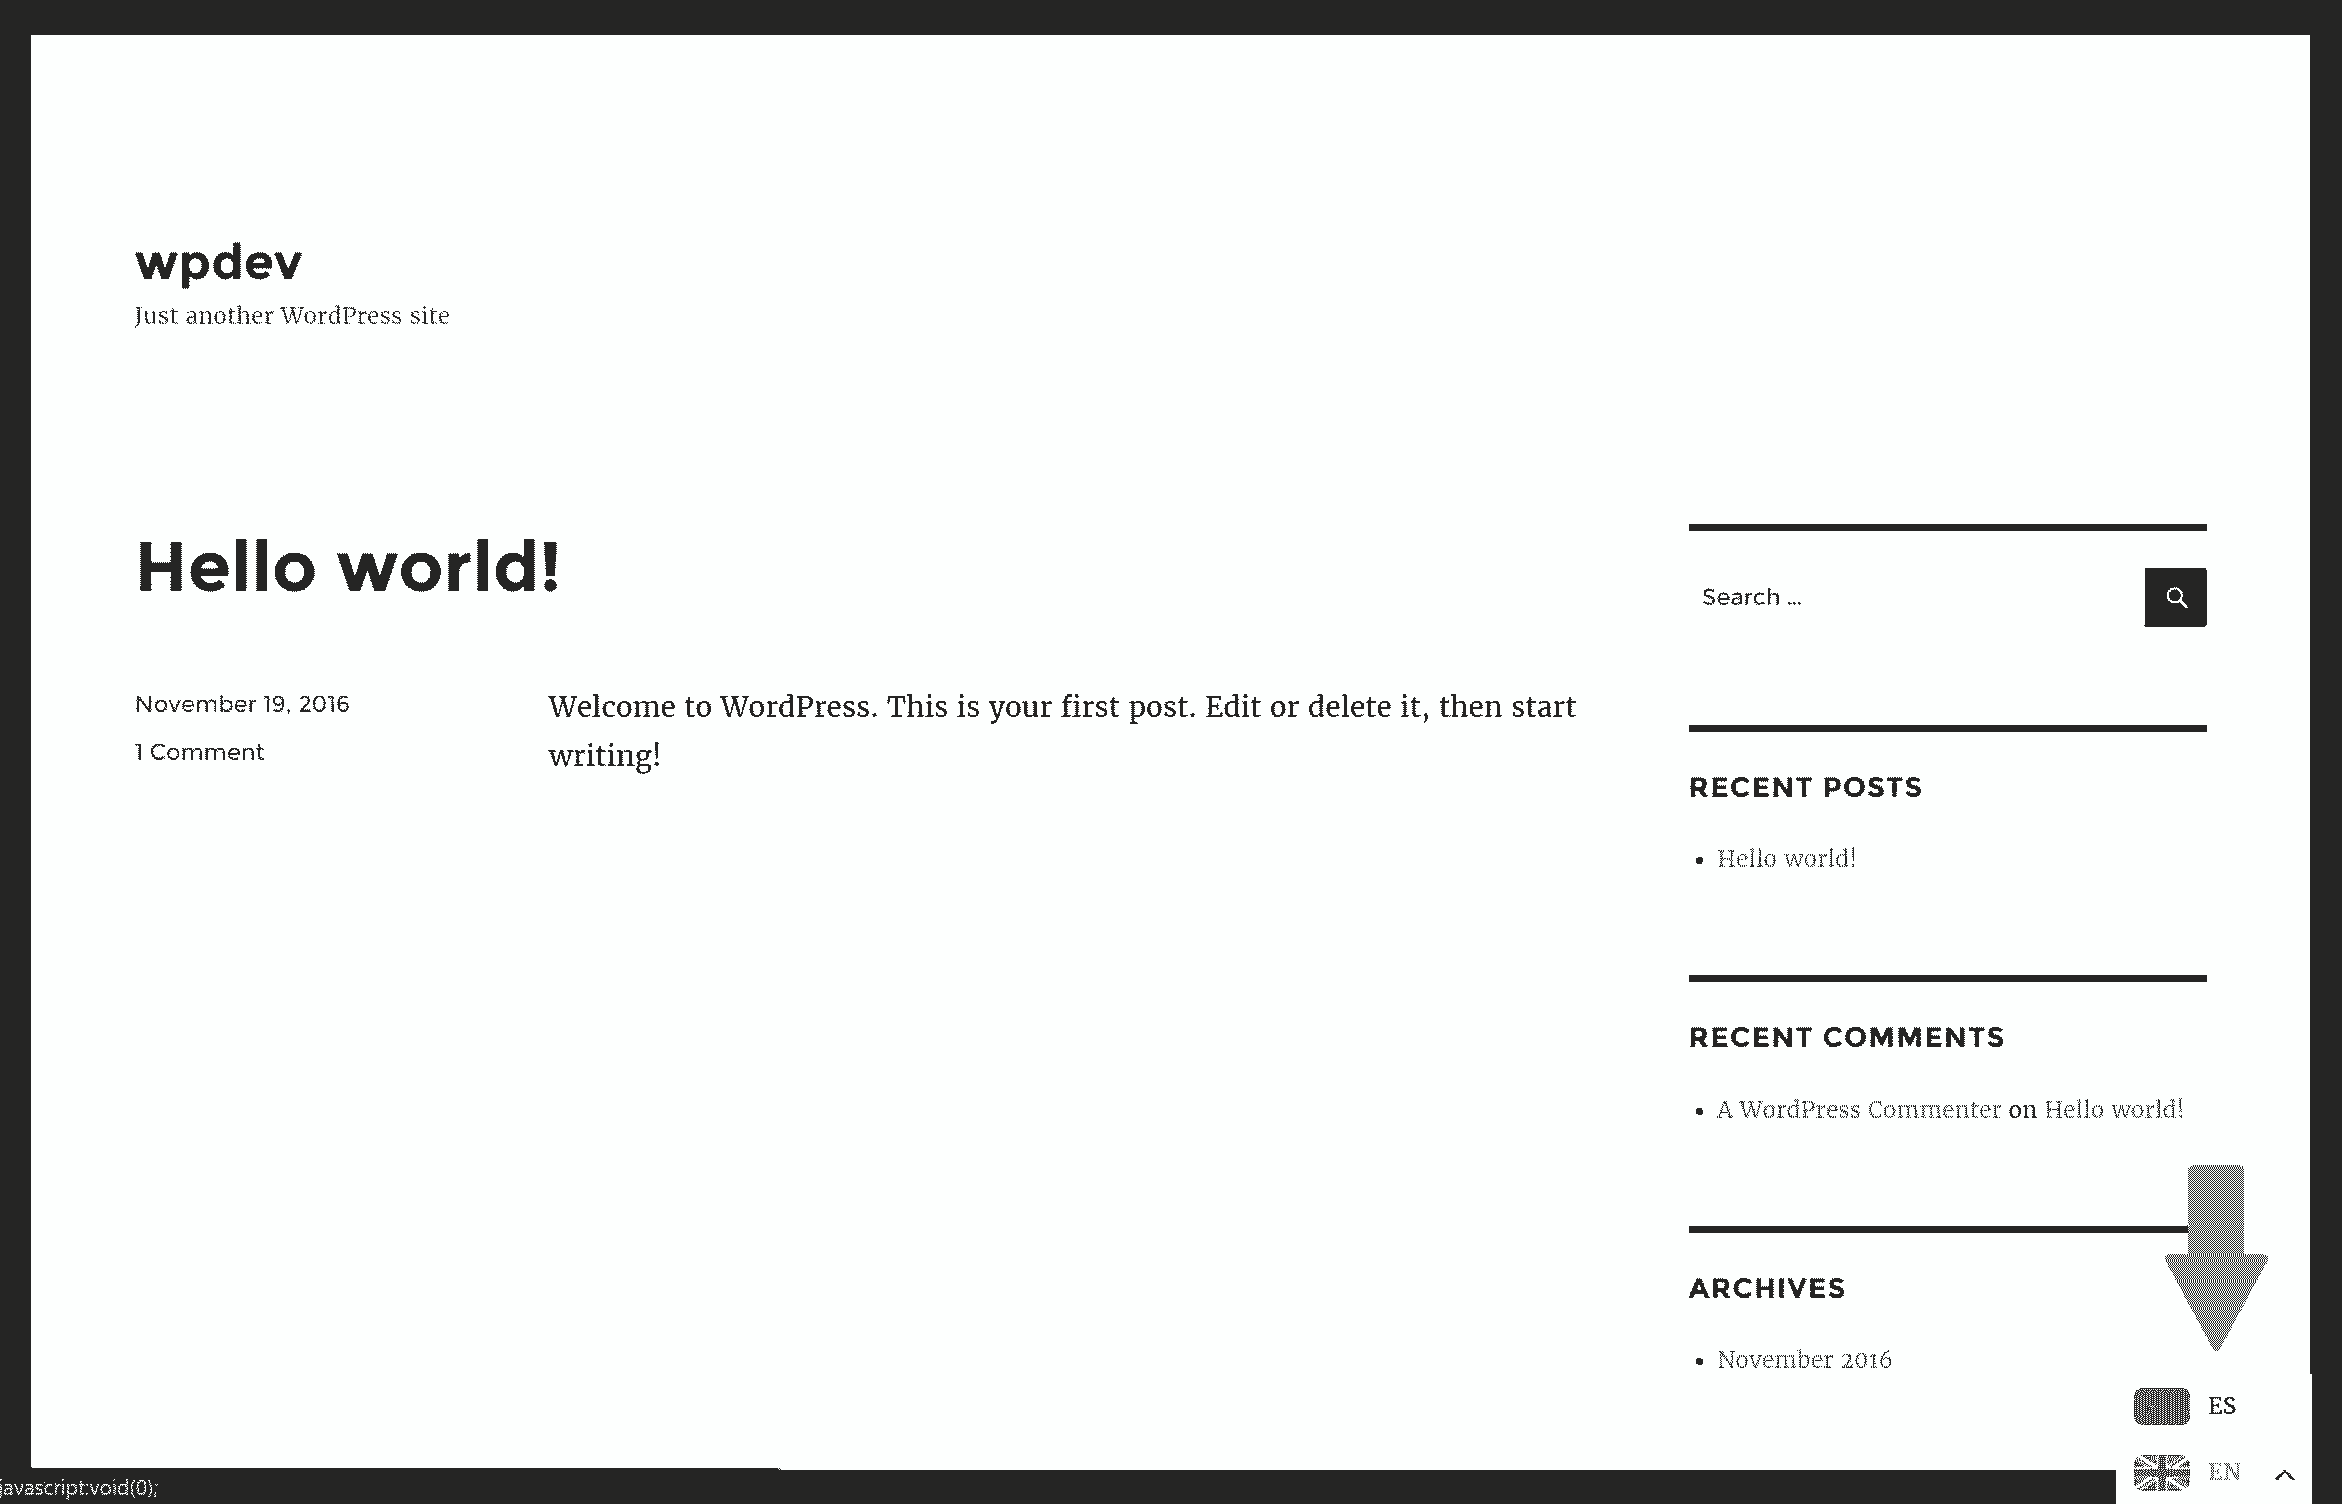 wpdev
Just another WordPress site
Hello world!
November 19, 2016
1 Comment
Welcome to WordPress. This is your first post. Edit or delete it, then start
writing!
Search ...
RECENT POSTS
Hello world!
RECENT COMMENTS
A WordPress Commenter on Hello world!
ARCHIVES
November 2016
ES
EN
javascript:void(0);